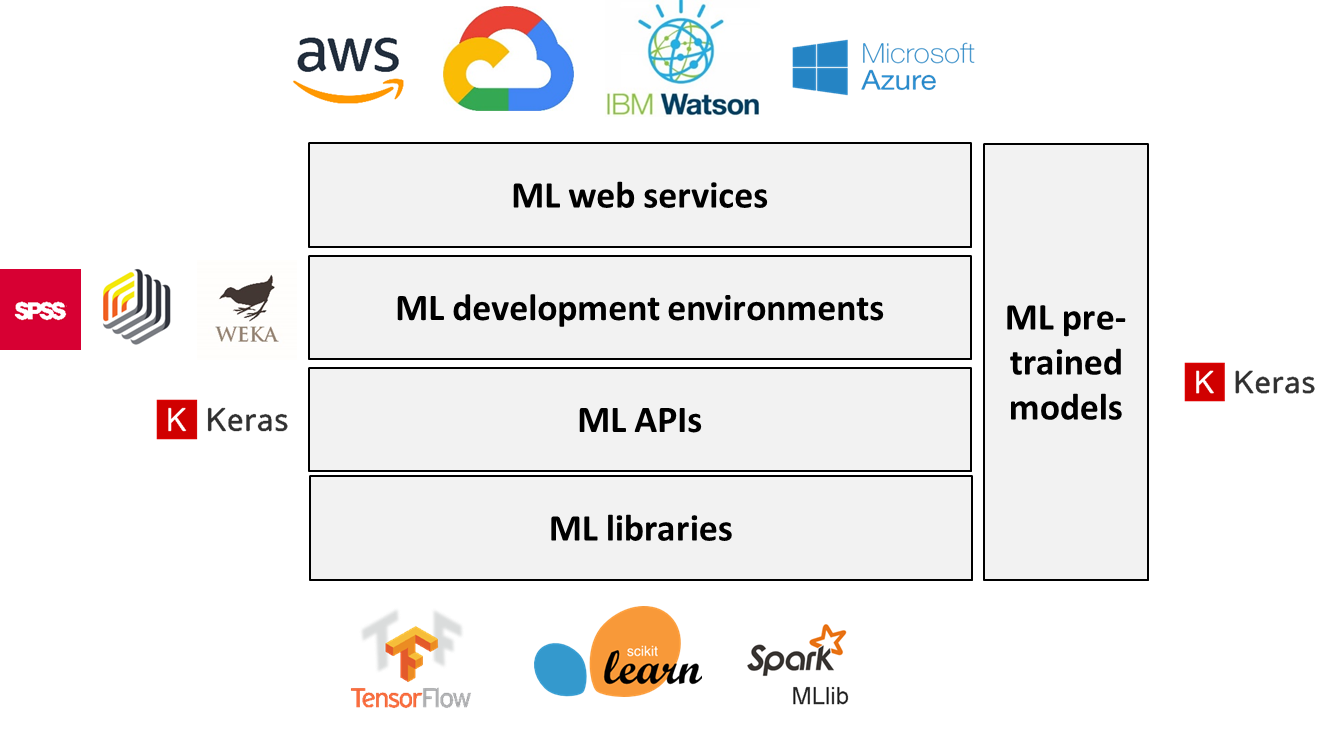 aws
IBM Watson
Microsoft
Azure
ML web services
SPSS
WEKA
ML development environments
ML pre-
trained
models
K Keras
K Keras
ML APIs
ML libraries
TF
TensorFlow
scikit
learn
Spark
MLlib